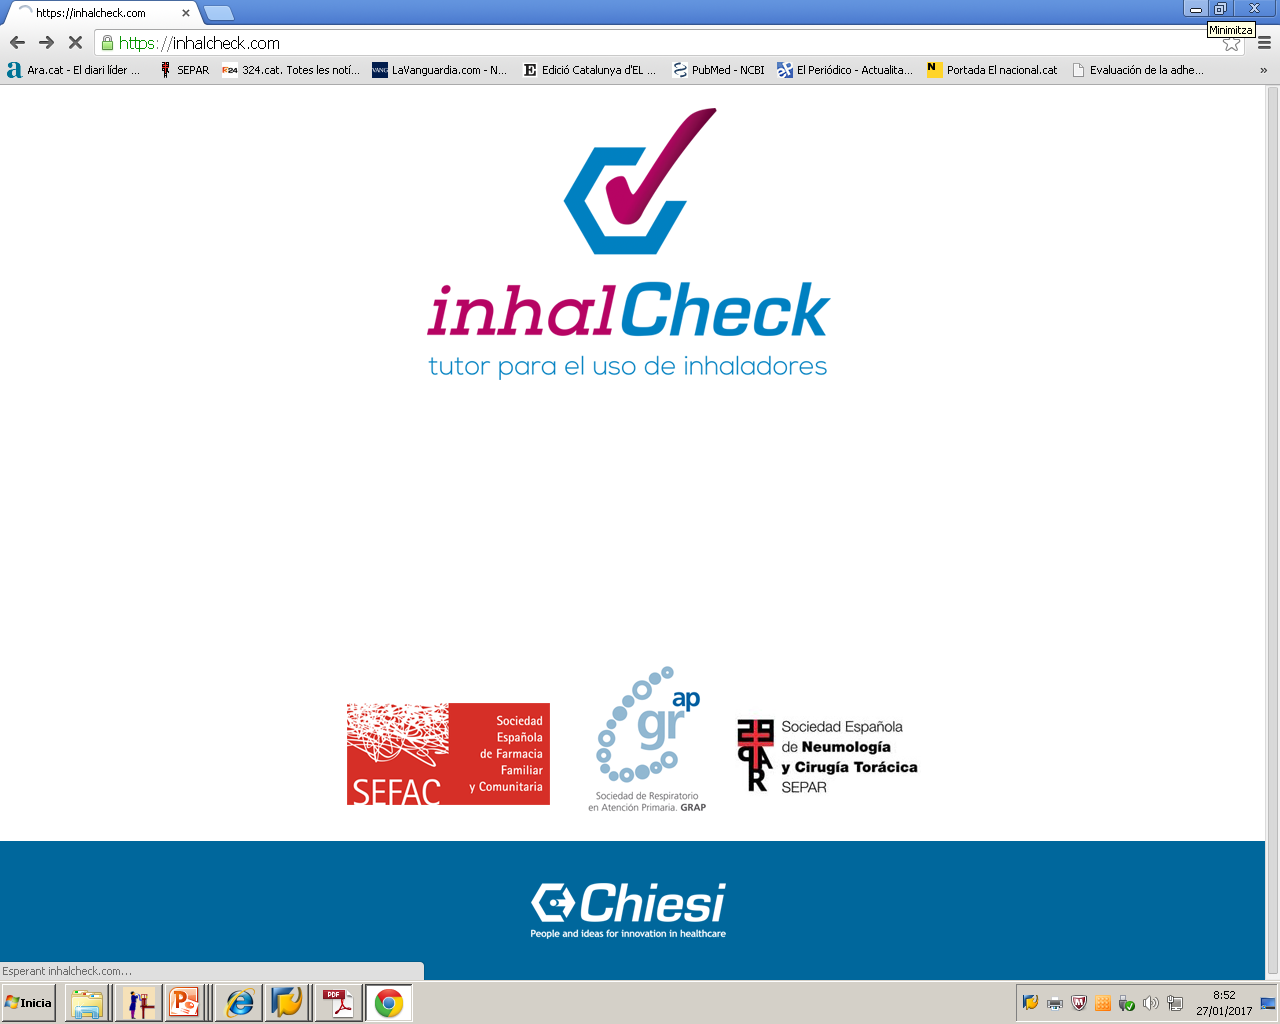 https://inhalcheck.com
Minimitza
https://inhalcheck.com
Ara.cat - El diari líder ...
SEPAR
324.cat. Totes les notí...
LaVanguardia.com - N...
Edició Catalunya d'EL ...
PubMed - NCBI
El Periódico - Actualita...
Portada El nacional.cat
Evaluación de la adhe...
»
inhalCheck
tutor para el uso de inhaladores
SEFAC
Sociedad
Española
de Farmacia
Familiar
y Comunitaria
grap
Sociedad de Respiratorio
en Atención Primaria. GRAP
Sociedad Española
de Neumología
y Cirugía Torácica
SEPAR
Chiesi
People and ideas for innovation in healthcare
Esperant inhalcheck.com...
Inicia
PDF
8:52
27/01/2017